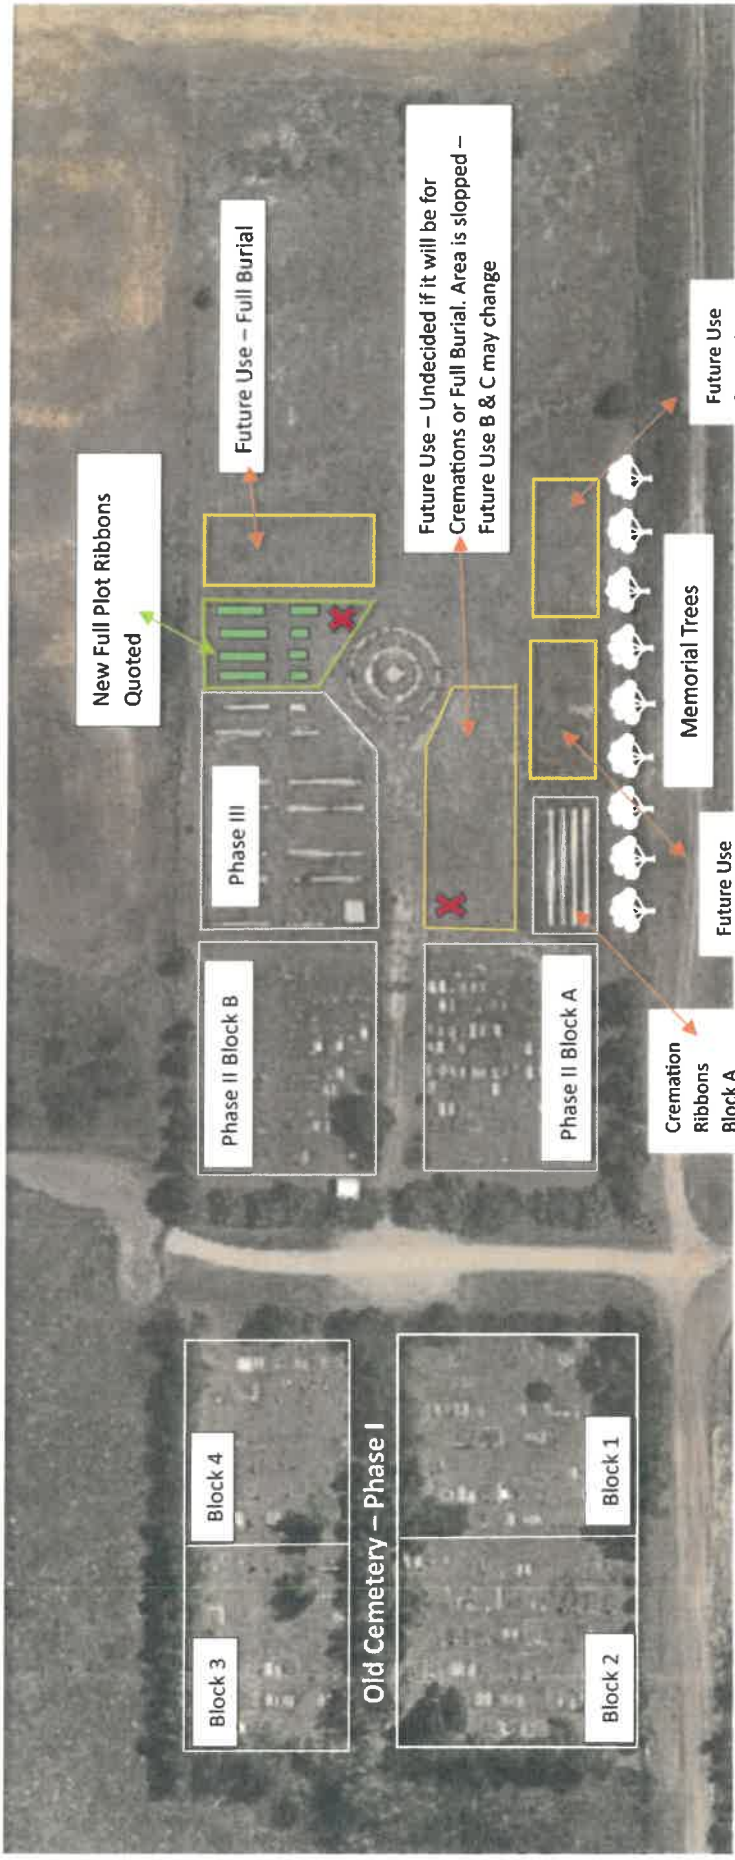 New Full Plot Ribbons
Quoted
Future Use – Full Burial
Block 3
Block 4
Phase II Block B
Phase III
Old Cemetery – Phase I
Future Use – Undecided if it will be for
Cremations or Full Burial. Area is slopped –
Future Use B & C may change
Block 2
Block 1
Phase II Block A
Memorial Trees
Cremation
Ribbons
Block A
Future Use
Future Use